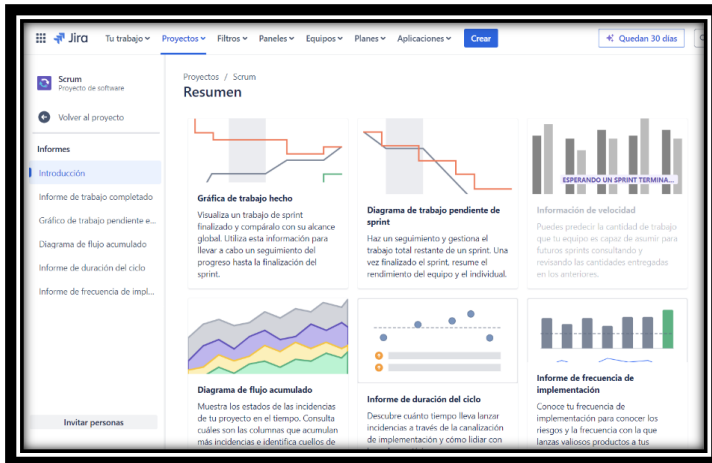 Jira
Tu trabajo
Proyectos
Filtros
Paneles
Equipos
Planes
Aplicaciones
Crear
Quedan 30 días
Scrum
Proyecto de software
Volver al proyecto
Informes
Introducción
Informe de trabajo completado
Gráfico de trabajo pendiente e...
Diagrama de flujo acumulado
Informe de duración del ciclo
Informe de frecuencia de impl...
Invitar personas
Proyectos / Scrum
Resumen
Gráfica de trabajo hecho
Visualiza un trabajo de sprint
finalizado y compáralo con su alcance
global. Utiliza esta información para
llevar a cabo un seguimiento del
progreso hasta la finalización del
sprint.
Diagrama de trabajo pendiente de
sprint
Haz un seguimiento y gestiona el
trabajo total restante de un sprint. Una
vez finalizado el sprint, resume el
rendimiento del equipo y el individual.
ESPERANDO UN SPRINT TERMINA...
Información de velocidad
Puedes predecir la cantidad de trabajo
que tu equipo es capaz de asumir para
futuros sprints consultando y
revisando las cantidades entregadas
en los anteriores.
Diagrama de flujo acumulado
Muestra los estados de las incidencias
de tu proyecto en el tiempo. Consulta
cuáles son las columnas que acumulan
más incidencias e identifica cuellos de
Informe de duración del ciclo
Descubre cuánto tiempo lleva lanzar
incidencias a través de la canalización
de implementación y cómo lidiar con
Informe de frecuencia de
implementación
Conoce tu frecuencia de
implementación para conocer los
riesgos y la frecuencia con la que
lanzas valiosos productos a tus